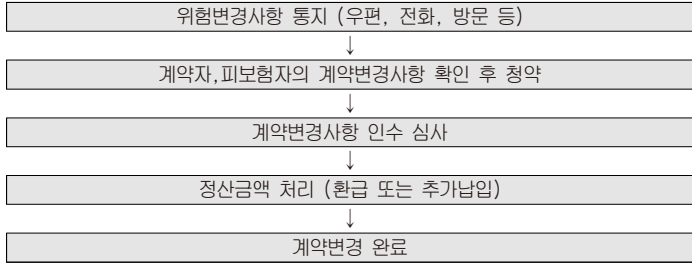 위험변경사항 통지 (우편, 전화, 방문 등)
↓
계약자,피보험자의 계약변경사항 확인 후 청약
↓
계약변경사항 인수 심사
↓
정산금액 처리 (환급 또는 추가납입)
↓
계약변경 완료